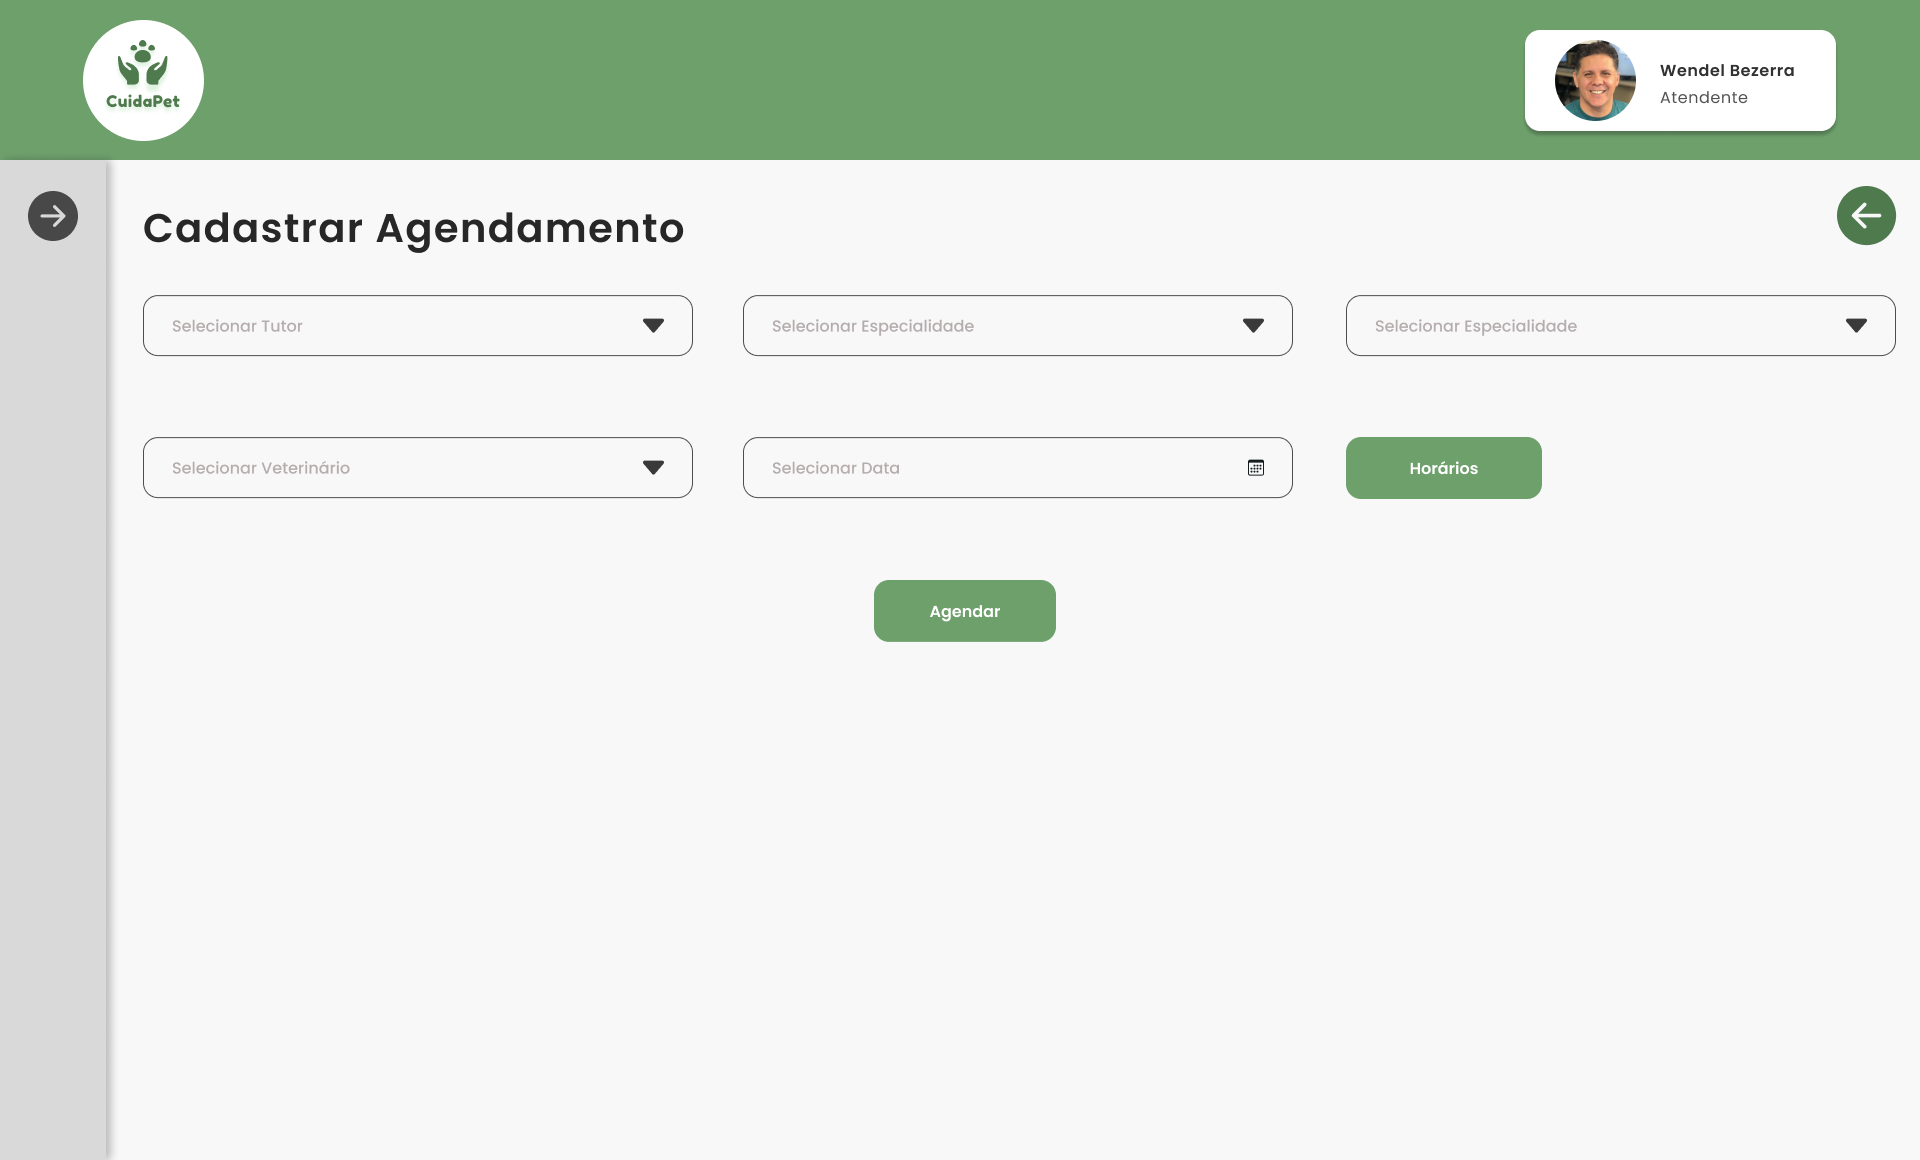 CuidaPet
Wendel Bezerra
Atendente
Cadastrar Agendamento
Selecionar Tutor
Selecionar Especialidade
Selecionar Especialidade
Selecionar Veterinário
Selecionar Data
Horários
Agendar